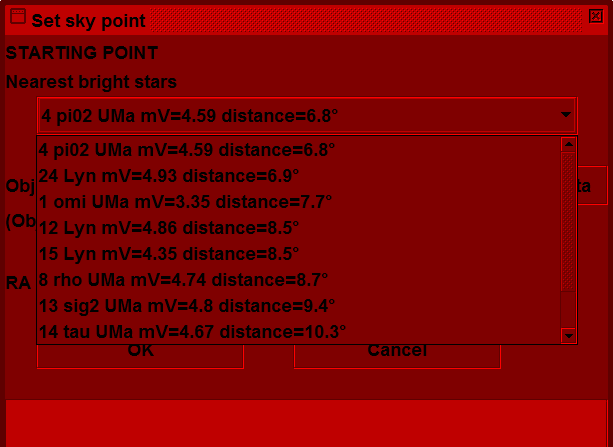 Set sky point
STARTING POINT
Nearest bright stars
4 pi02 UMa mV=4.59 distance=6.8°
4 pi02 UMa mV=4.59 distance=6.8°
24 Lyn mV=4.93 distance=6.9°
1 omi UMa mV=3.35 distance=7.7°
12 Lyn mV=4.86 distance=8.5°
15 Lyn mV=4.35 distance=8.5°
8 rho UMa mV=4.74 distance=8.7°
13 sig2 UMa mV=4.8 distance=9.4°
14 tau UMa mV=4.67 distance=10.3°
Obj
ta
(Ob
RA
OK Cancel